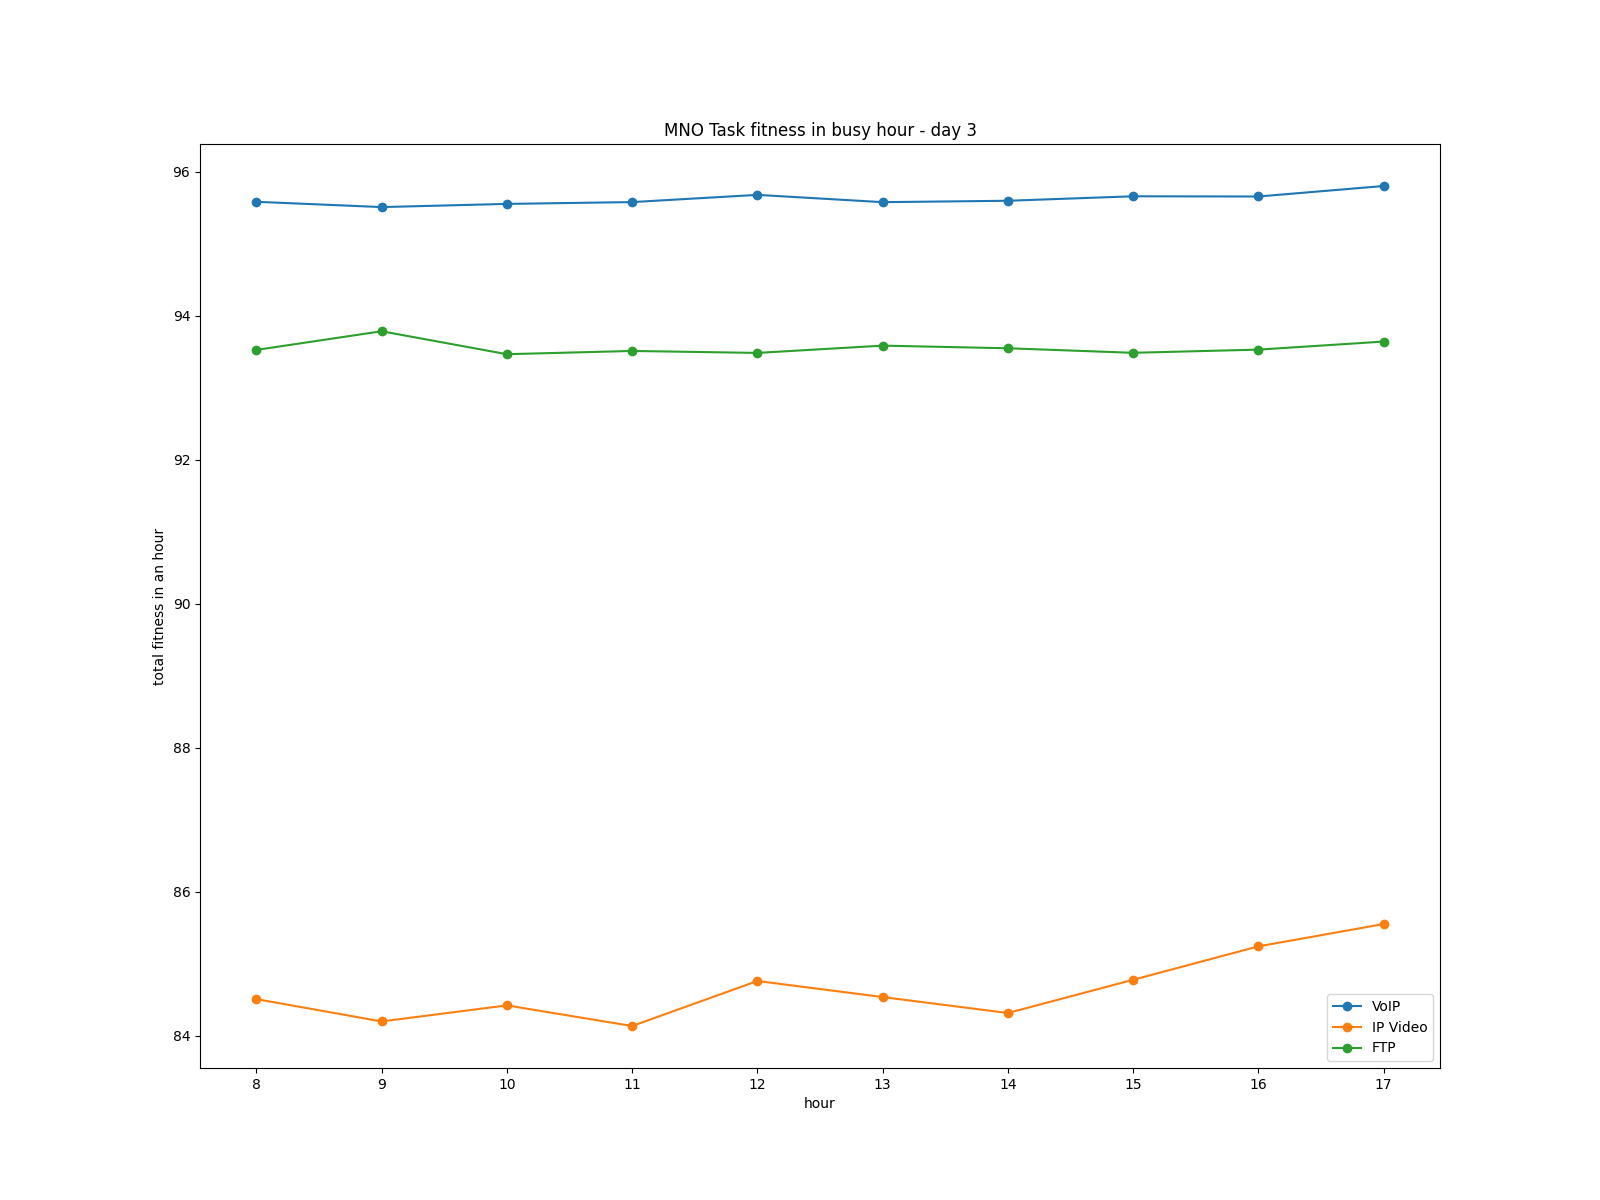 MNO Task fitness in busy hour - day 3
96
94
92
90
88
86
84
total fitness in an hour
8 9 10 11 12 13 14 15 16 17
hour
VoIP
IP Video
FTP